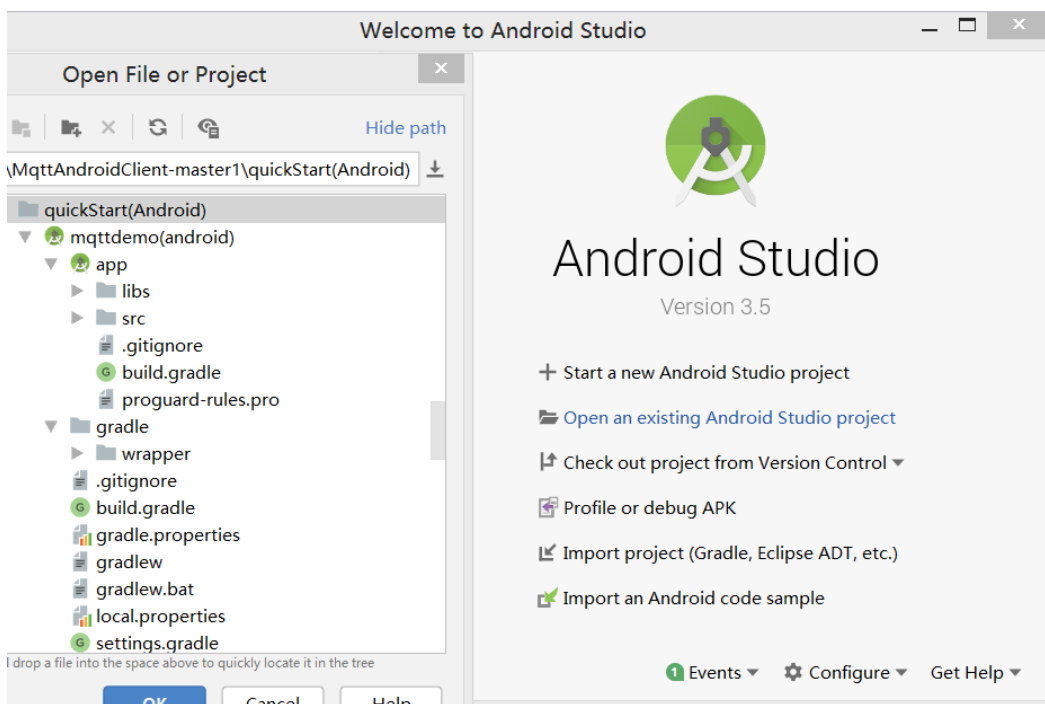 Welcome to Android Studio
Open File or Project
Hide path
\MqttAndroidClient-master1\quickStart(Android)
quickStart(Android)
mqttdemo(android)
app
libs
src
.gitignore
build.gradle
proguard-rules.pro
gradle
wrapper
.gitignore
build.gradle
gradle.properties
gradlew
gradlew.bat
local.properties
settings.gradle
drop a file into the space above to quickly locate it in the tree
OK Cancel Help
Android Studio
Version 3.5
Start a new Android Studio project
Open an existing Android Studio project
Check out project from Version Control
Profile or debug APK
Import project (Gradle, Eclipse ADT, etc.)
Import an Android code sample
1 Events Configure Get Help